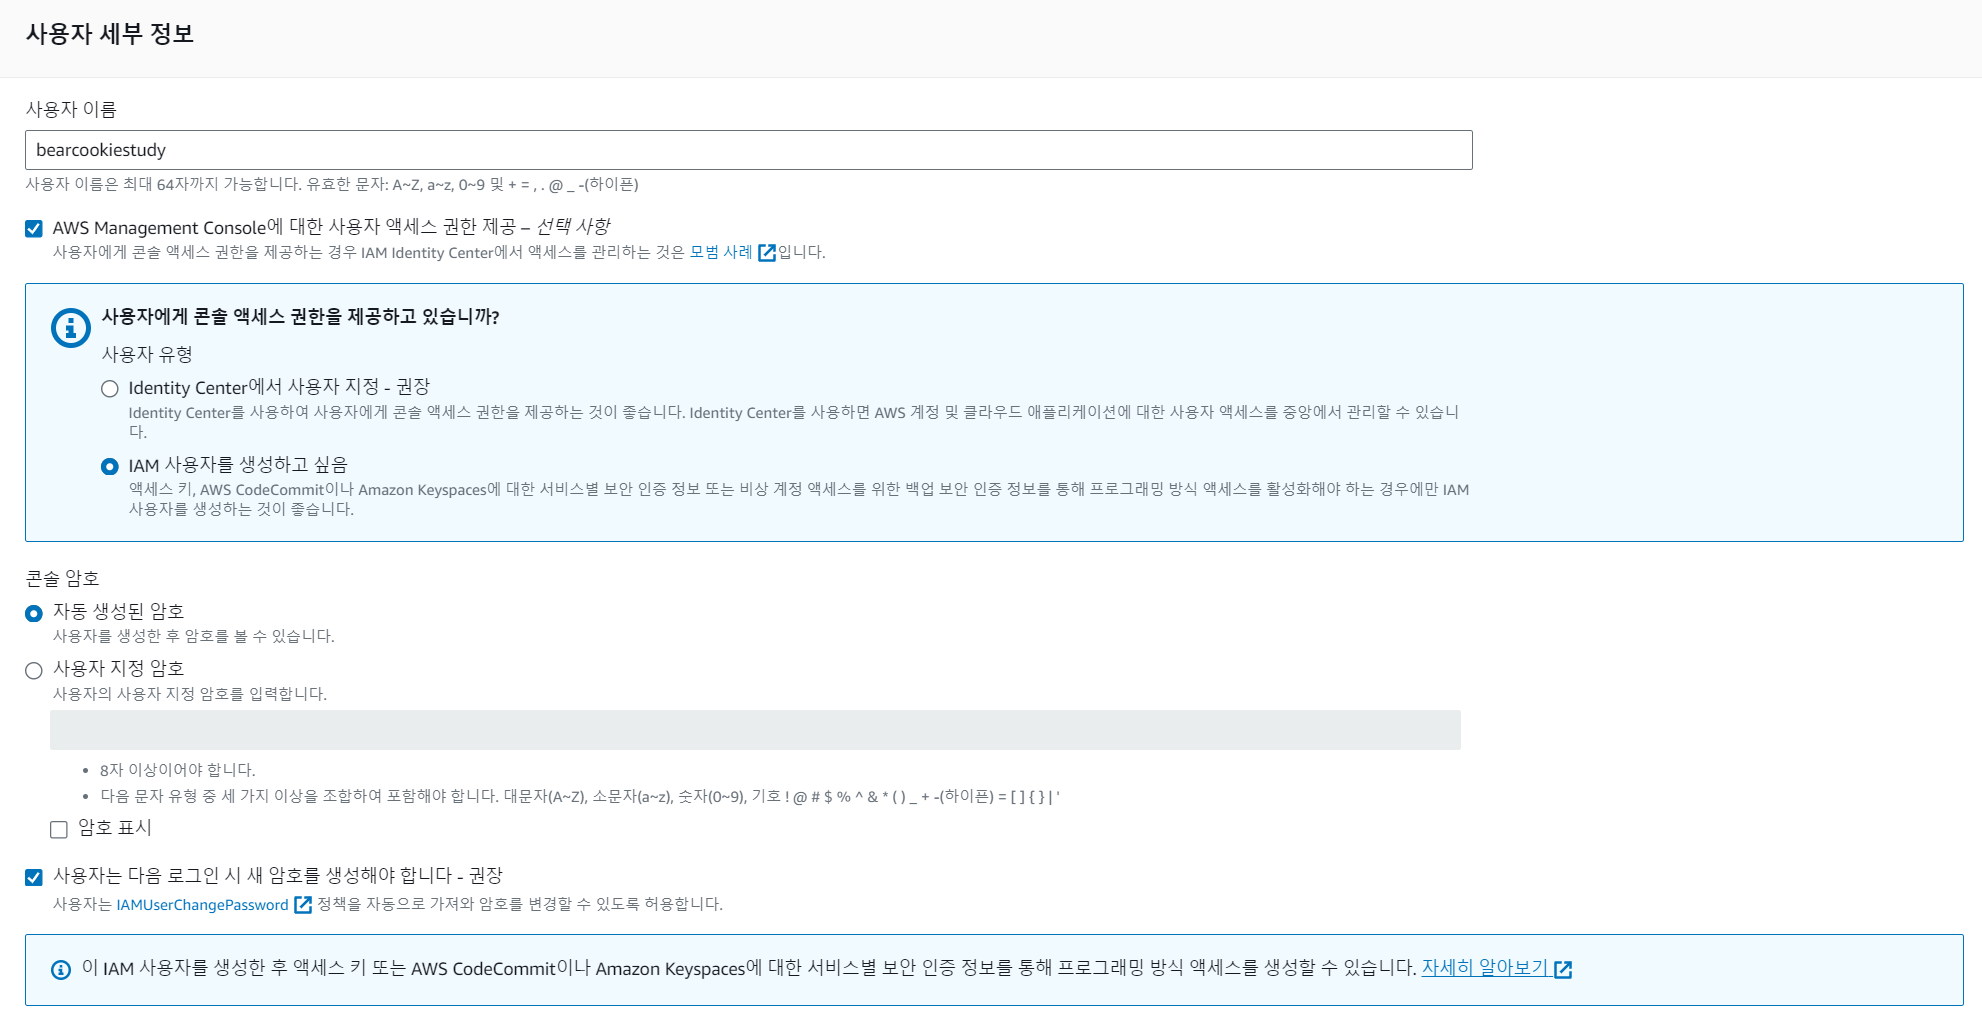 사용자 세부 정보
사용자 이름
bearcookiestudy
사용자 이름은 최대 64자까지 가능합니다. 유효한 문자: A~Z, a~z, 0~9 및 + = , . @ _ -(하이픈)
AWS Management Console에 대한 사용자 액세스 권한 제공 – 선택 사항
사용자에게 콘솔 액세스 권한을 제공하는 경우 IAM Identity Center에서 액세스를 관리하는 것은 모범 사례 입니다.
사용자에게 콘솔 액세스 권한을 제공하고 있습니까?
사용자 유형
Identity Center에서 사용자 지정 - 권장
Identity Center를 사용하여 사용자에게 콘솔 액세스 권한을 제공하는 것이 좋습니다. Identity Center를 사용하면 AWS 계정 및 클라우드 애플리케이션에 대한 사용자 액세스를 중앙에서 관리할 수 있습니
다.
IAM 사용자를 생성하고 싶음
액세스 키, AWS CodeCommit이나 Amazon Keyspaces에 대한 서비스별 보안 인증 정보 또는 비상 계정 액세스를 위한 백업 보안 인증 정보를 통해 프로그래밍 방식 액세스를 활성화해야 하는 경우에만 IAM
사용자를 생성하는 것이 좋습니다.
콘솔 암호
자동 생성된 암호
사용자를 생성한 후 암호를 볼 수 있습니다.
사용자 지정 암호
사용자의 사용자 지정 암호를 입력합니다.
• 8자 이상이어야 합니다.
• 다음 문자 유형 중 세 가지 이상을 조합하여 포함해야 합니다. 대문자(A~Z), 소문자(a~z), 숫자(0~9), 기호 ! @ # $ % ^ & * ( ) _ + -(하이픈) = [ ] { } | '
암호 표시
사용자는 다음 로그인 시 새 암호를 생성해야 합니다 - 권장
사용자는 IAMUserChangePassword 정책을 자동으로 가져와 암호를 변경할 수 있도록 허용합니다.
이 IAM 사용자를 생성한 후 액세스 키 또는 AWS CodeCommit이나 Amazon Keyspaces에 대한 서비스별 보안 인증 정보를 통해 프로그래밍 방식 액세스를 생성할 수 있습니다. 자세히 알아보기